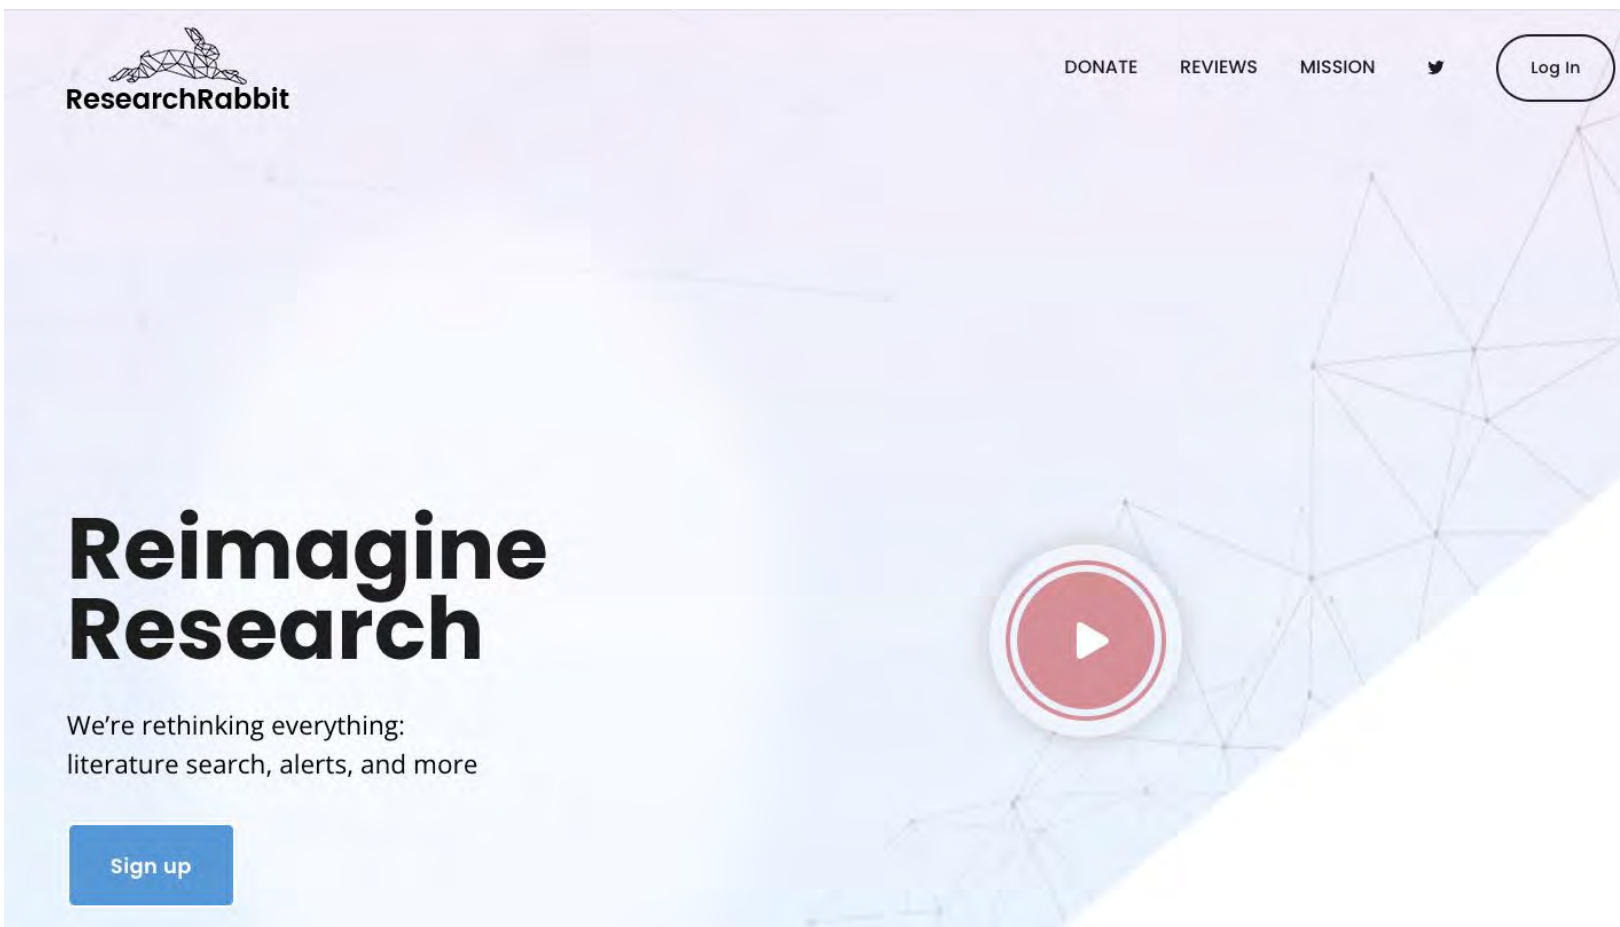 ResearchRabbit
DONATE REVIEWS MISSION Log In
Reimagine
Research
We’re rethinking everything:
literature search, alerts, and more
Sign up